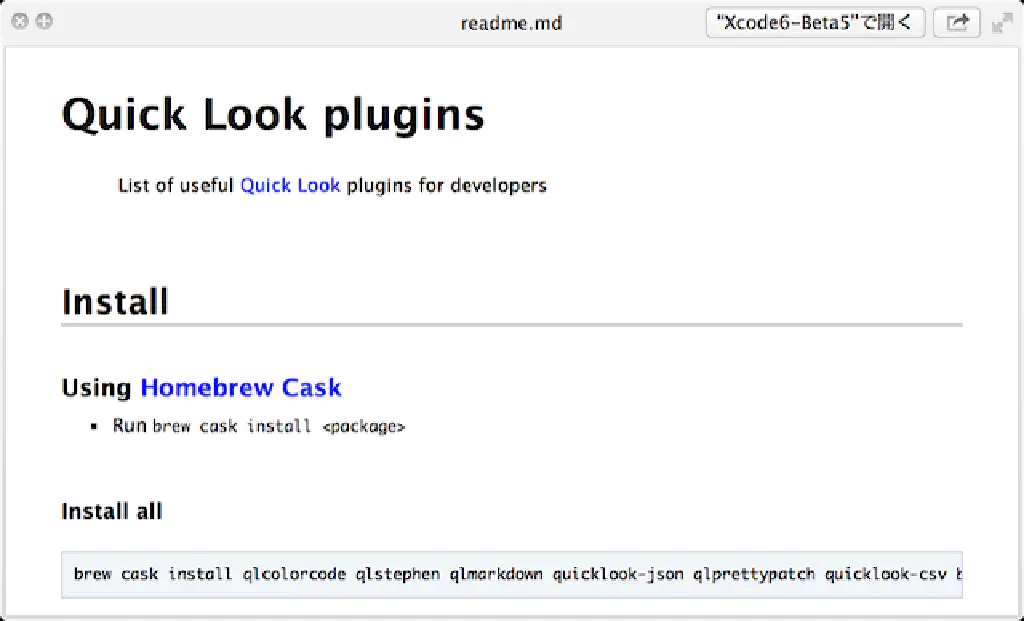 readme.md
"Xcode6-Beta5"で開く
Quick Look plugins
List of useful Quick Look plugins for developers
Install
Using Homebrew Cask
Run brew cask install <package>
Install all
brew cask install qlcolorcode qlstephen qlmarkdown quicklook-json qlprettypatch quicklook-csv